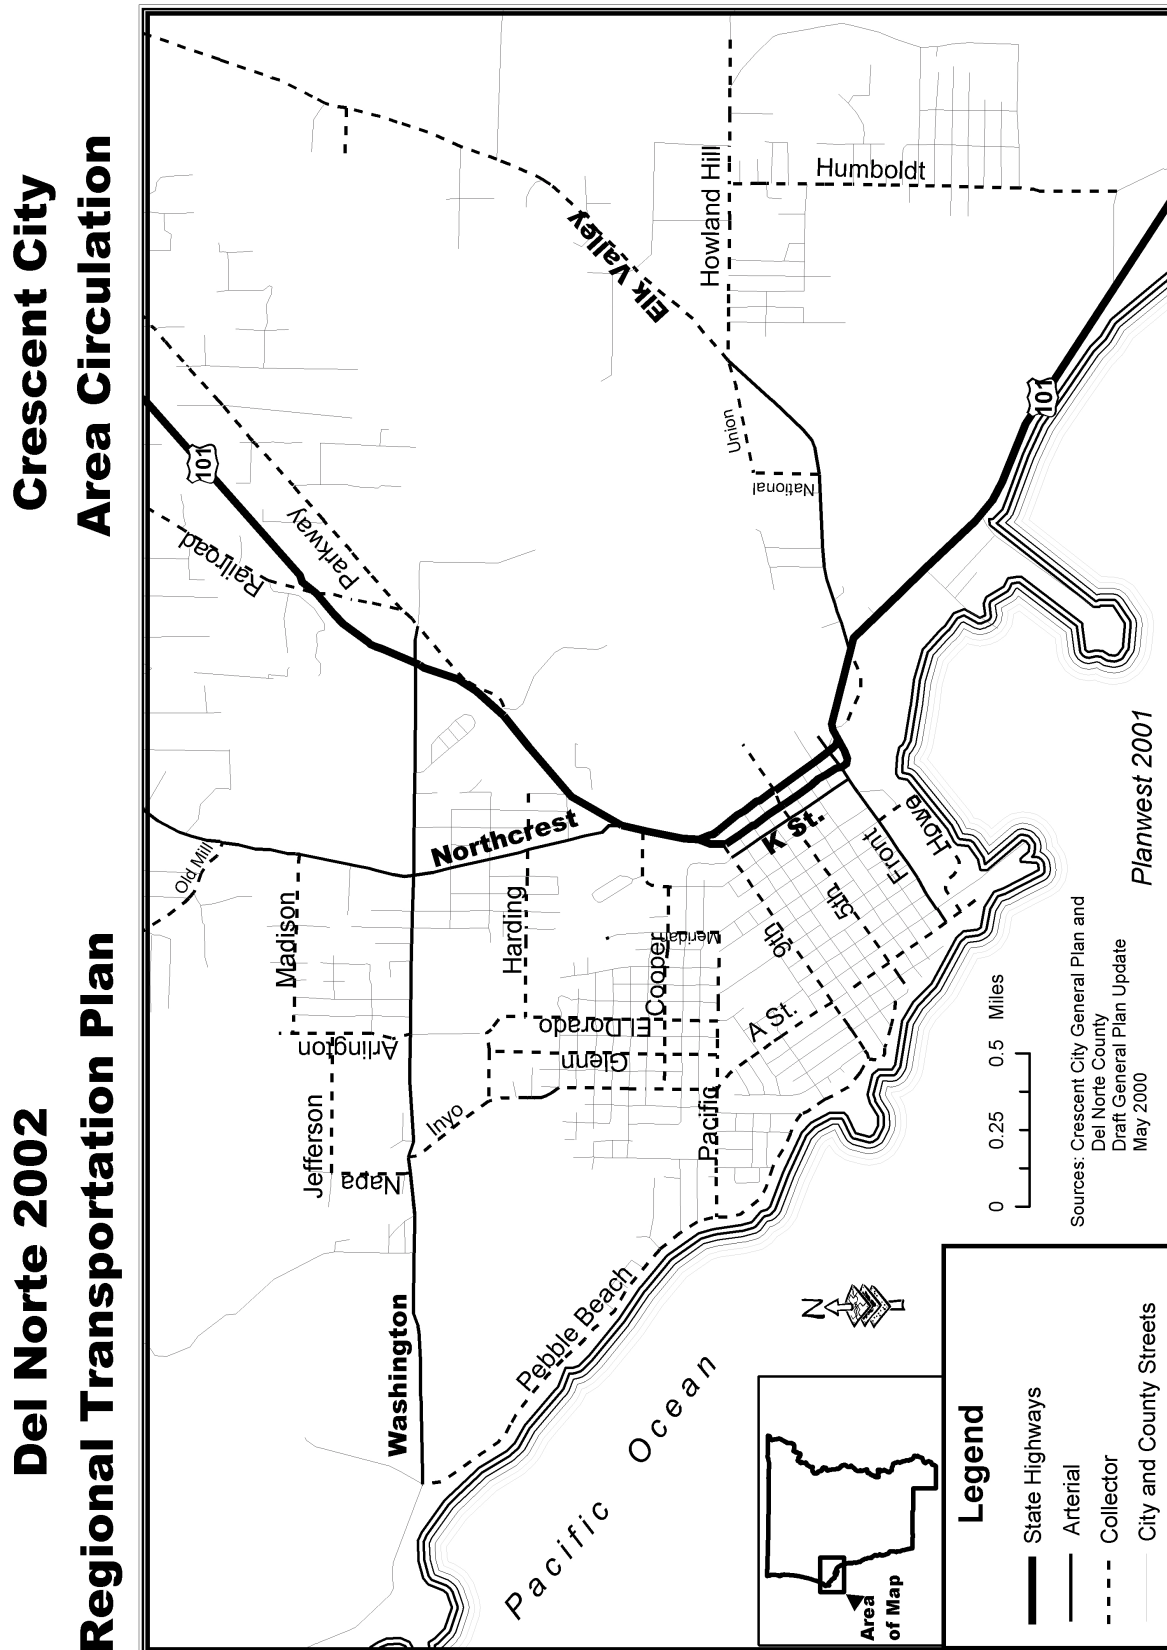 Del Norte 2002
Regional Transportation Plan
Crescent City
Area Circulation
101
Railroad
Parkway
Old Mill
Madison
Arlington
Jefferson
Napa
Washington
Inyo
Northcrest
Harding
El Dorado
Glenn
Cooper
Meridan
Pacific
Pebble Beach
A St.
9th
5th
K St.
Front
Howe
Elk Valley
Howland Hill
Humboldt
Union
National
101
Pacific Ocean
N
0 0.25 0.5 Miles
Sources: Crescent City General Plan and
Del Norte County
Draft General Plan Update
May 2000
Planwest 2001
Area
of Map
Legend
State Highways
Arterial
Collector
City and County Streets